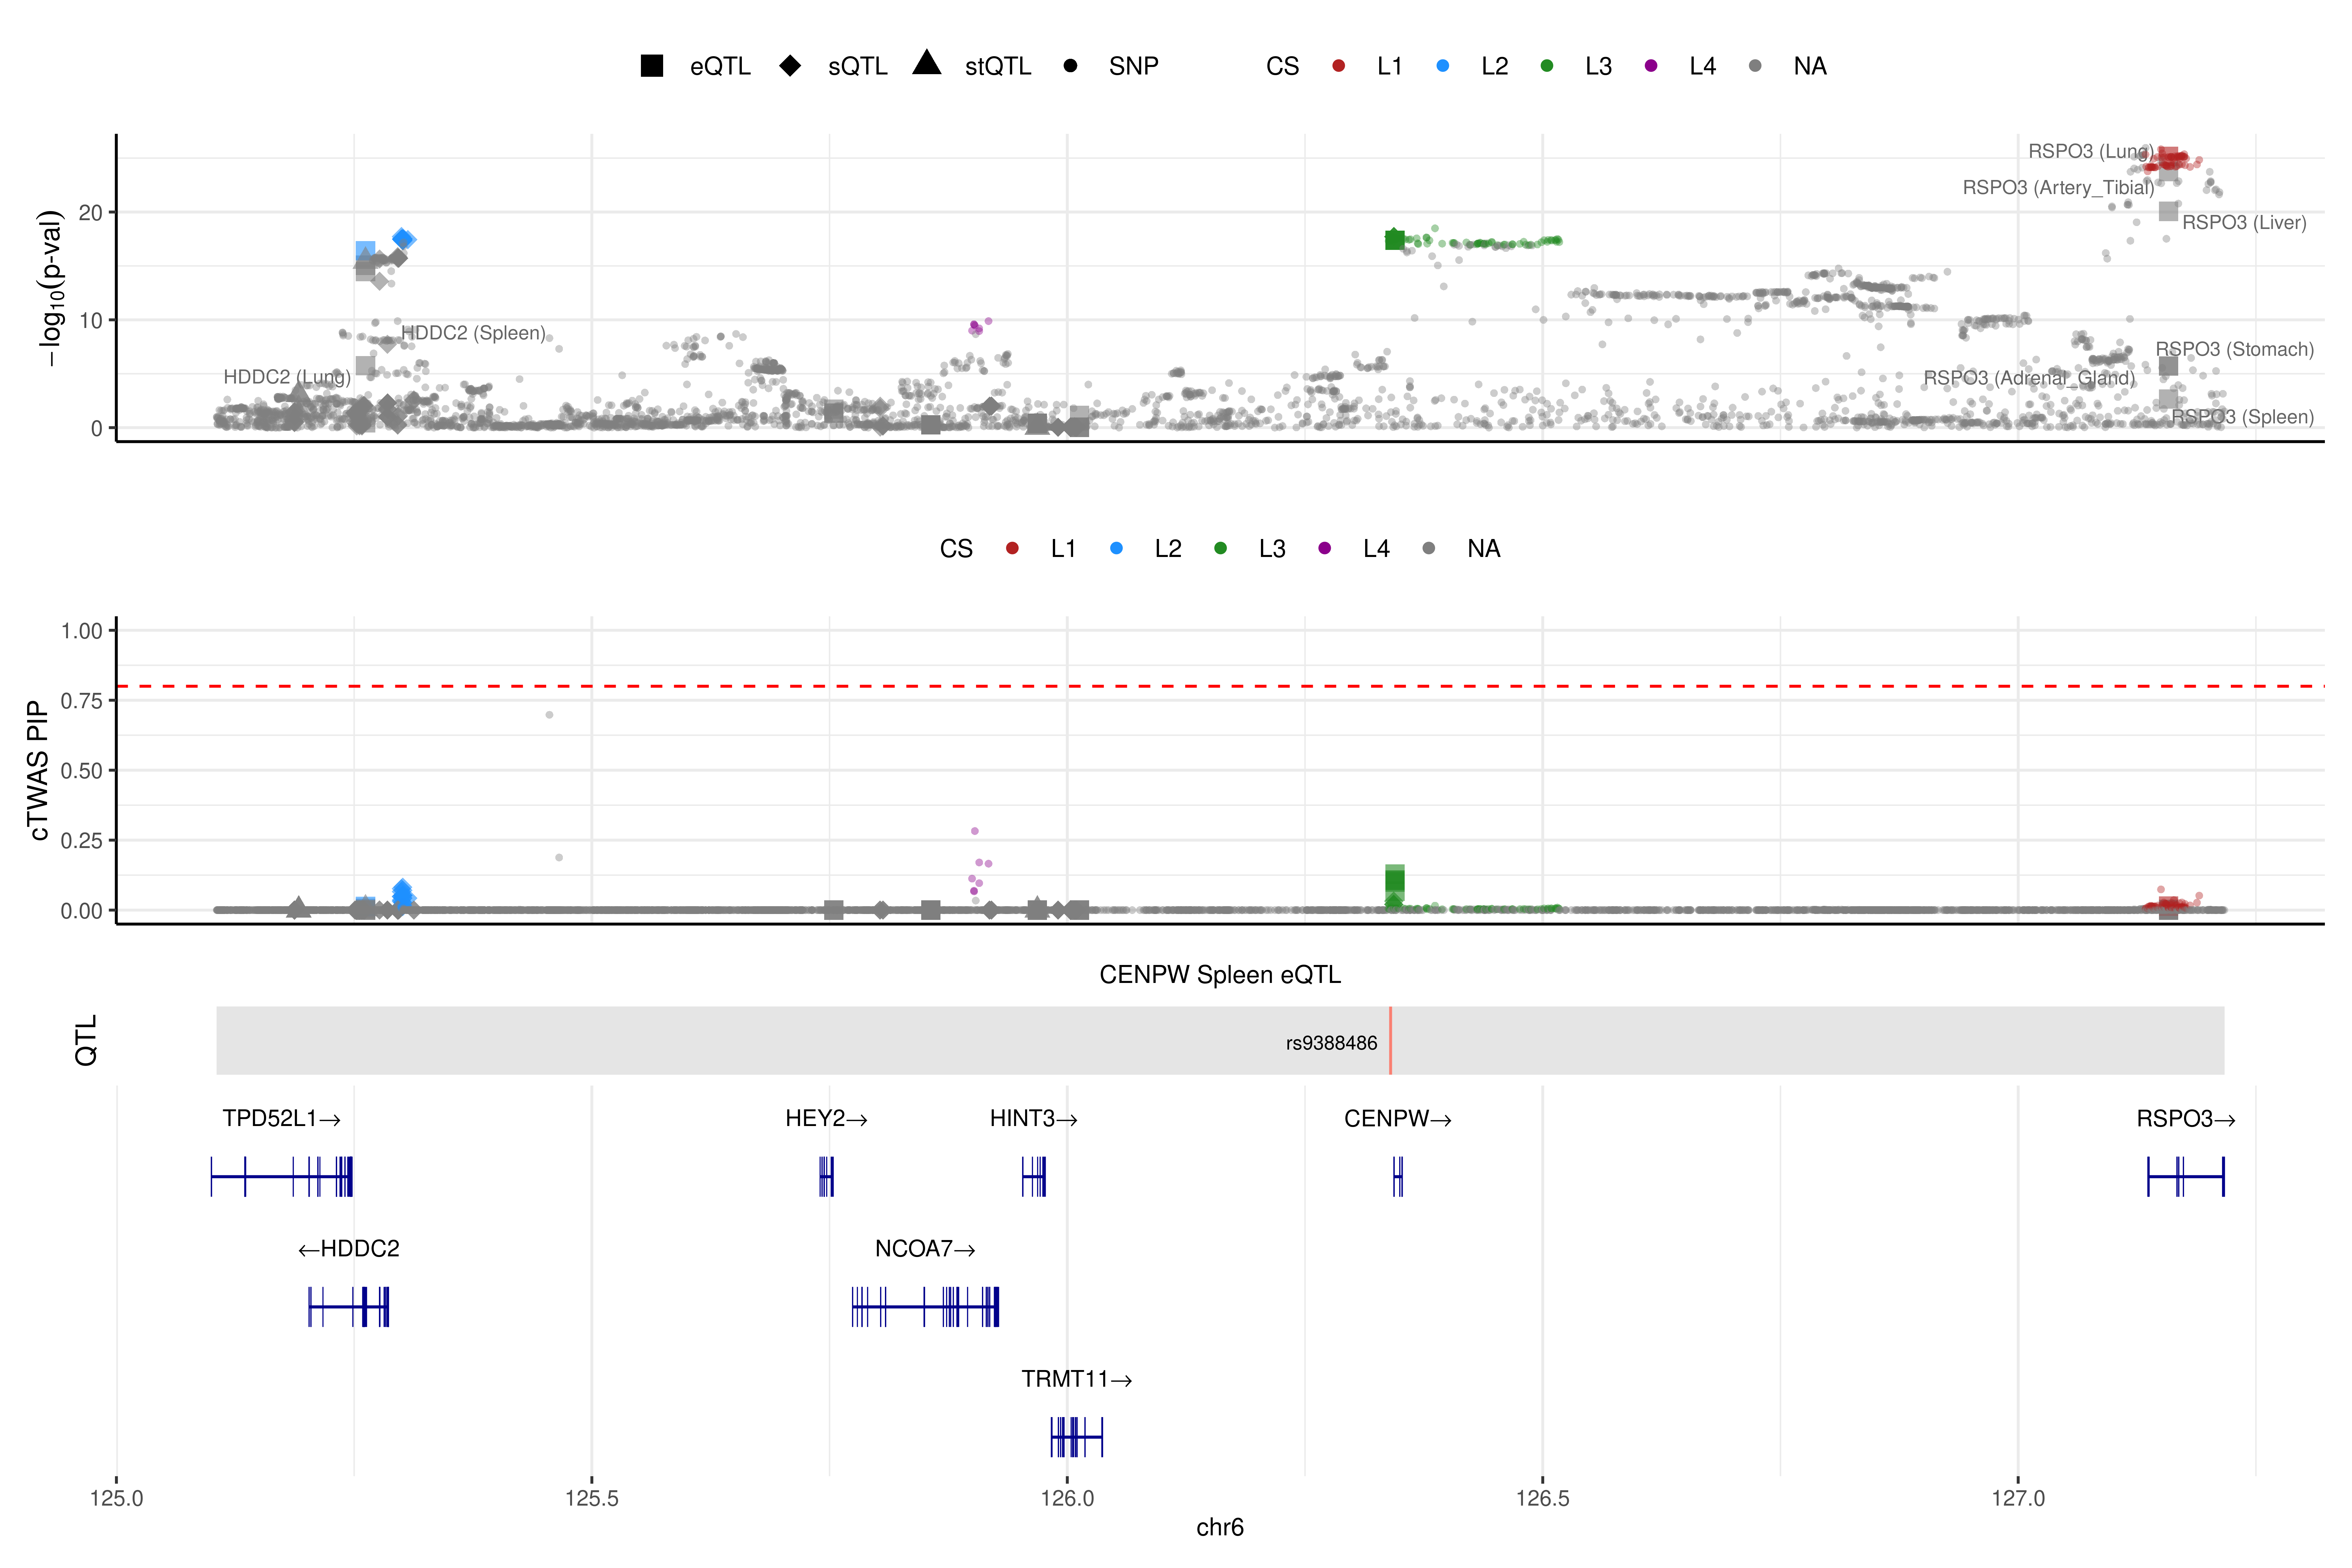 eQTL sQTL stQTL SNP CS L1 L2 L3 L4 NA
−log10(p-val)
20
10
0
RSPO3 (Lung)
RSPO3 (Artery_Tibial)
RSPO3 (Liver)
HDDC2 (Spleen)
RSPO3 (Stomach)
HDDC2 (Lung)
RSPO3 (Adrenal_Gland)
RSPO3 (Spleen)
CS L1 L2 L3 L4 NA
cTWAS PIP
1.00
0.75
0.50
0.25
0.00
CENPW Spleen eQTL
QTL
rs9388486
TPD52L1→ HEY2→ HINT3→ CENPW→ RSPO3→
←HDDC2 NCOA7→
TRMT11→
125.0 125.5 126.0 126.5 127.0
chr6